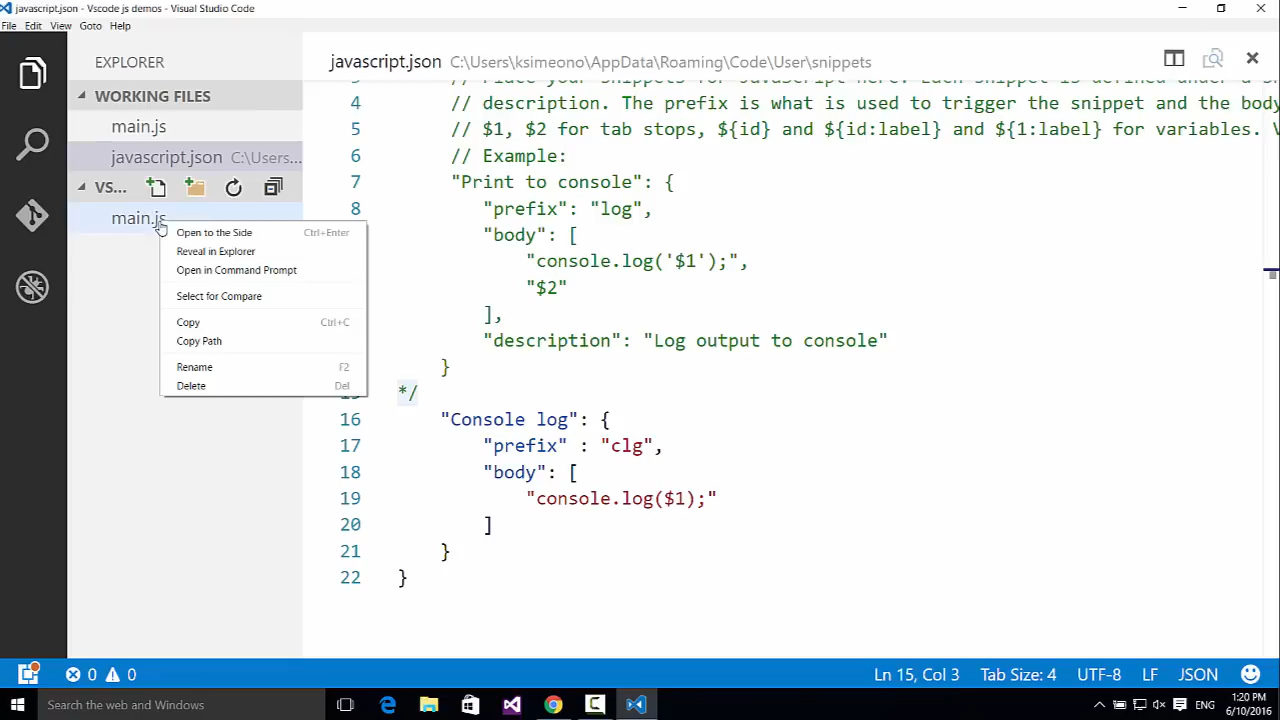 javascript.json - Vscode js demos - Visual Studio Code
File Edit View Goto Help
EXPLORER
WORKING FILES
main.js
javascript.json C:\Users...
VS...
main.js
Open to the Side Ctrl+Enter
Reveal in Explorer
Open in Command Prompt
Select for Compare
Copy Ctrl+C
Copy Path
Rename F2
Delete Del
javascript.json C:\Users\ksimeono\AppData\Roaming\Code\User\snippets
4 // description. The prefix is what is used to trigger the snippet and the body
5 // $1, $2 for tab stops, ${id} and ${id:label} and ${1:label} for variables. V
6 // Example:
7 "Print to console": {
8 "prefix": "log",
"body": [
"console.log('$1');",
"$2"
],
"description": "Log output to console"
}
*/
16 "Console log": {
17 "prefix" : "clg",
18 "body": [
19 "console.log($1);"
20 ]
21 }
22 }
0 0 Ln 15, Col 3 Tab Size: 4 UTF-8 LF JSON
Search the web and Windows
ENG
1:20 PM
6/10/2016